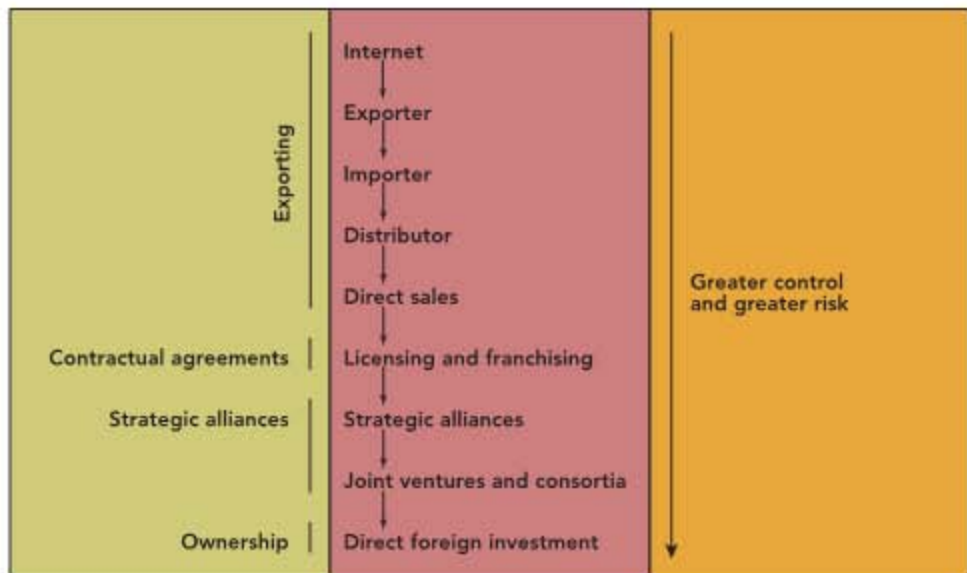 Exporting
Contractual agreements
Strategic alliances
Ownership
Internet
Exporter
Importer
Distributor
Direct sales
Licensing and franchising
Strategic alliances
Joint ventures and consortia
Direct foreign investment
Greater control
and greater risk